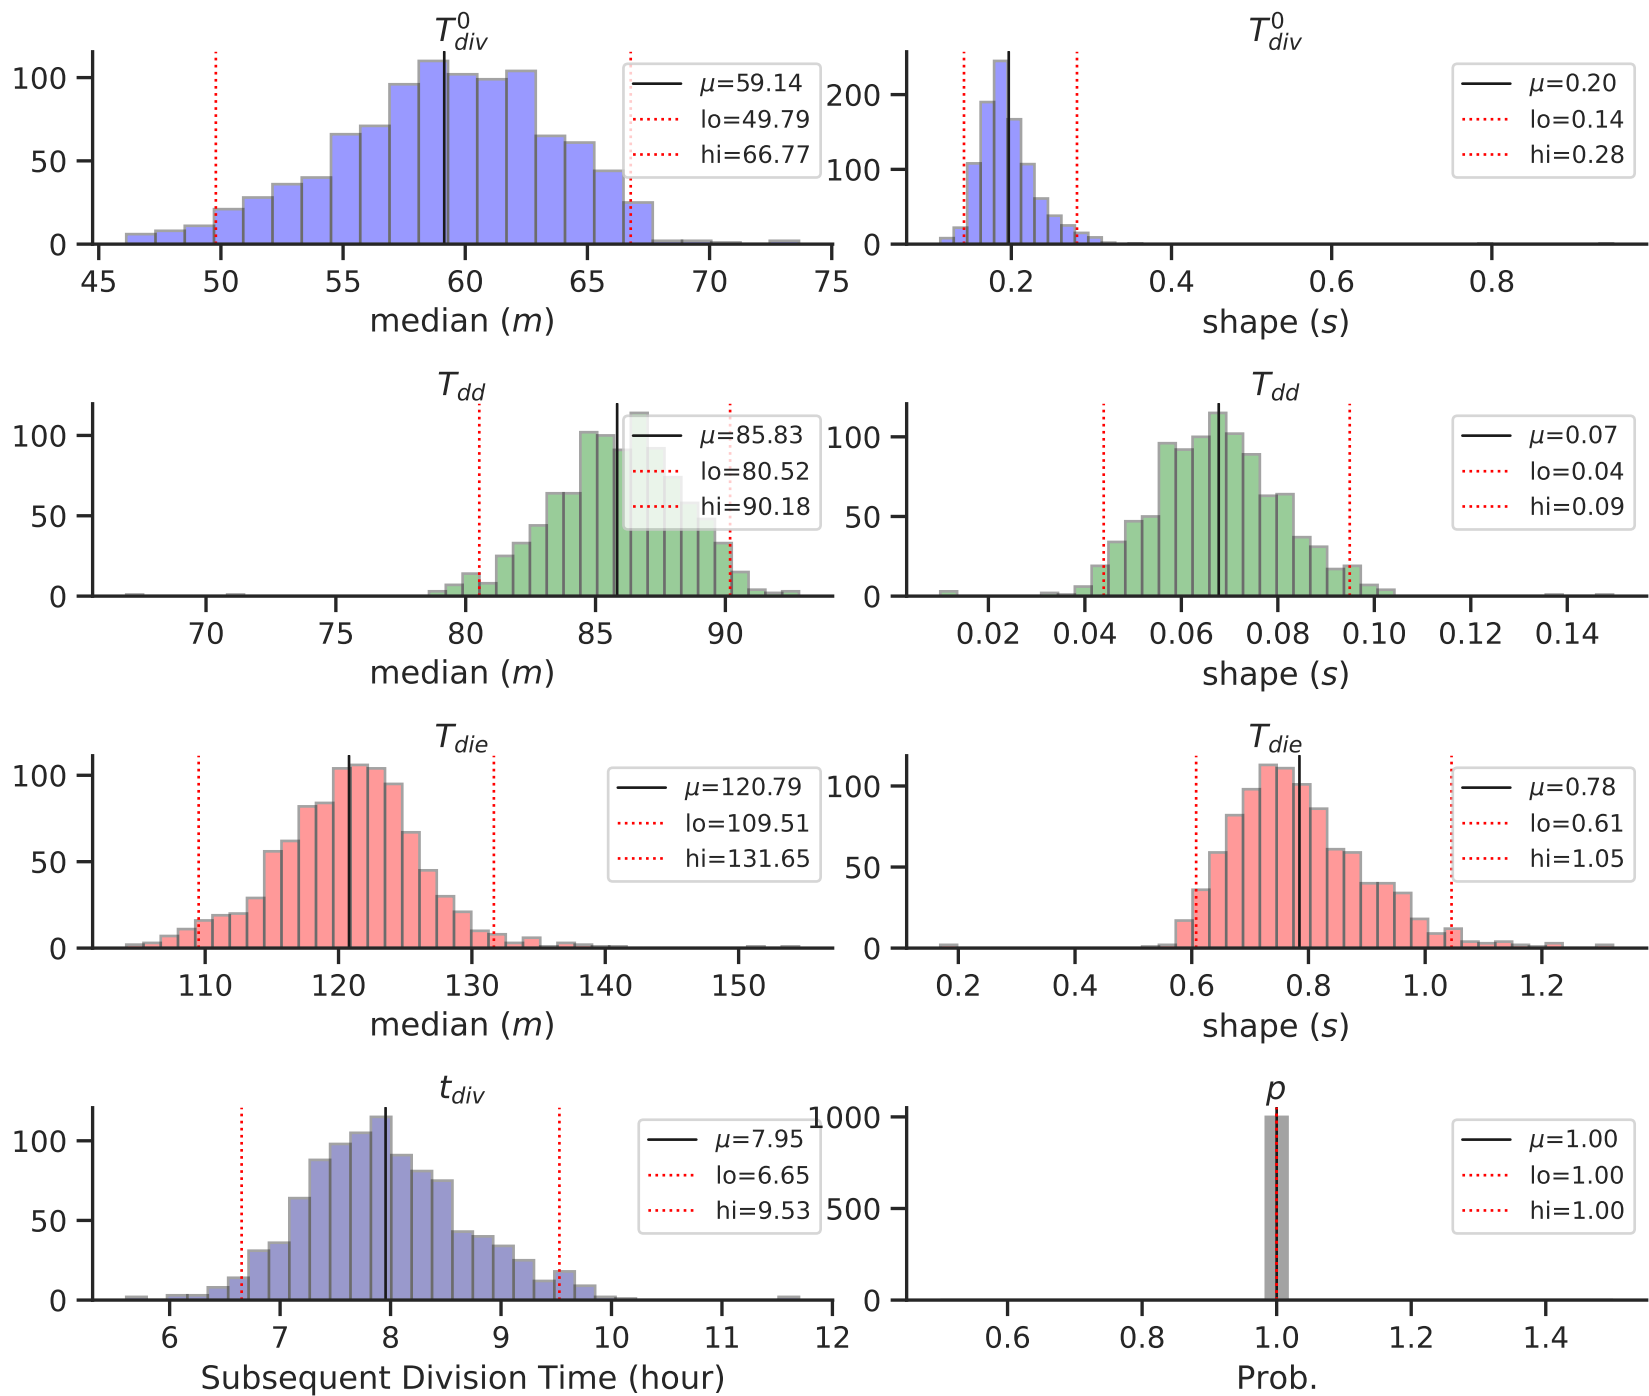 T⁰div
100
50
0
μ=59.14
lo=49.79
hi=66.77
45 50 55 60 65 70 75
median (m)
T⁰div
200
100
0
μ=0.20
lo=0.14
hi=0.28
0.2 0.4 0.6 0.8
shape (s)
Tdd
100
50
0
μ=85.83
lo=80.52
hi=90.18
70 75 80 85 90
median (m)
Tdd
100
50
0
μ=0.07
lo=0.04
hi=0.09
0.02 0.04 0.06 0.08 0.10 0.12 0.14
shape (s)
Tdie
100
50
0
μ=120.79
lo=109.51
hi=131.65
110 120 130 140 150
median (m)
Tdie
100
50
0
μ=0.78
lo=0.61
hi=1.05
0.2 0.4 0.6 0.8 1.0 1.2
shape (s)
tdiv
100
50
0
μ=7.95
lo=6.65
hi=9.53
6 7 8 9 10 11 12
Subsequent Division Time (hour)
p
1000
500
0
μ=1.00
lo=1.00
hi=1.00
0.6 0.8 1.0 1.2 1.4
Prob.